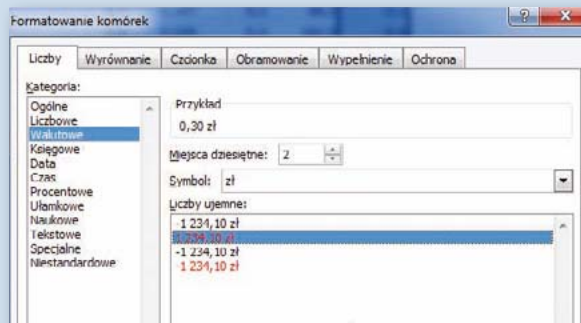 Formatowanie komórek
Liczby Wyrównanie Czcionka Obramowanie Wypełnienie Ochrona
Kategoria:
Ogólne
Liczbowe
Walutowe
Księgowe
Data
Czas
Procentowe
Ułamkowe
Naukowe
Tekstowe
Specjalne
Niestandardowe
Przykład
0,30 zł
Miejsca dziesiętne: 2
Symbol: zł
Liczby ujemne:
-1 234,10 zł
1 234,10 zł
-1 234,10 zł
-1 234,10 zł